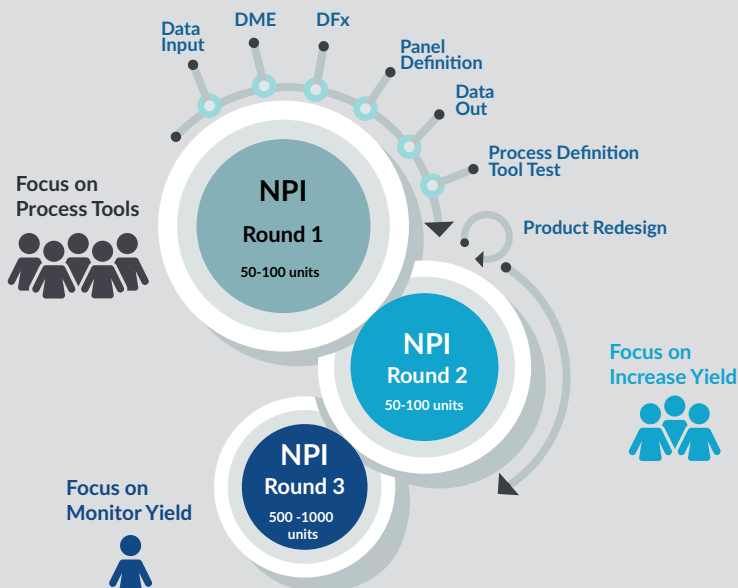 Data
Input
DME
DFx
Panel
Definition
Data
Out
Process Definition
Tool Test
Product Redesign
Focus on
Process Tools
NPI
Round 1
50-100 units
NPI
Round 2
50-100 units
Focus on
Increase Yield
NPI
Round 3
500 -1000
units
Focus on
Monitor Yield